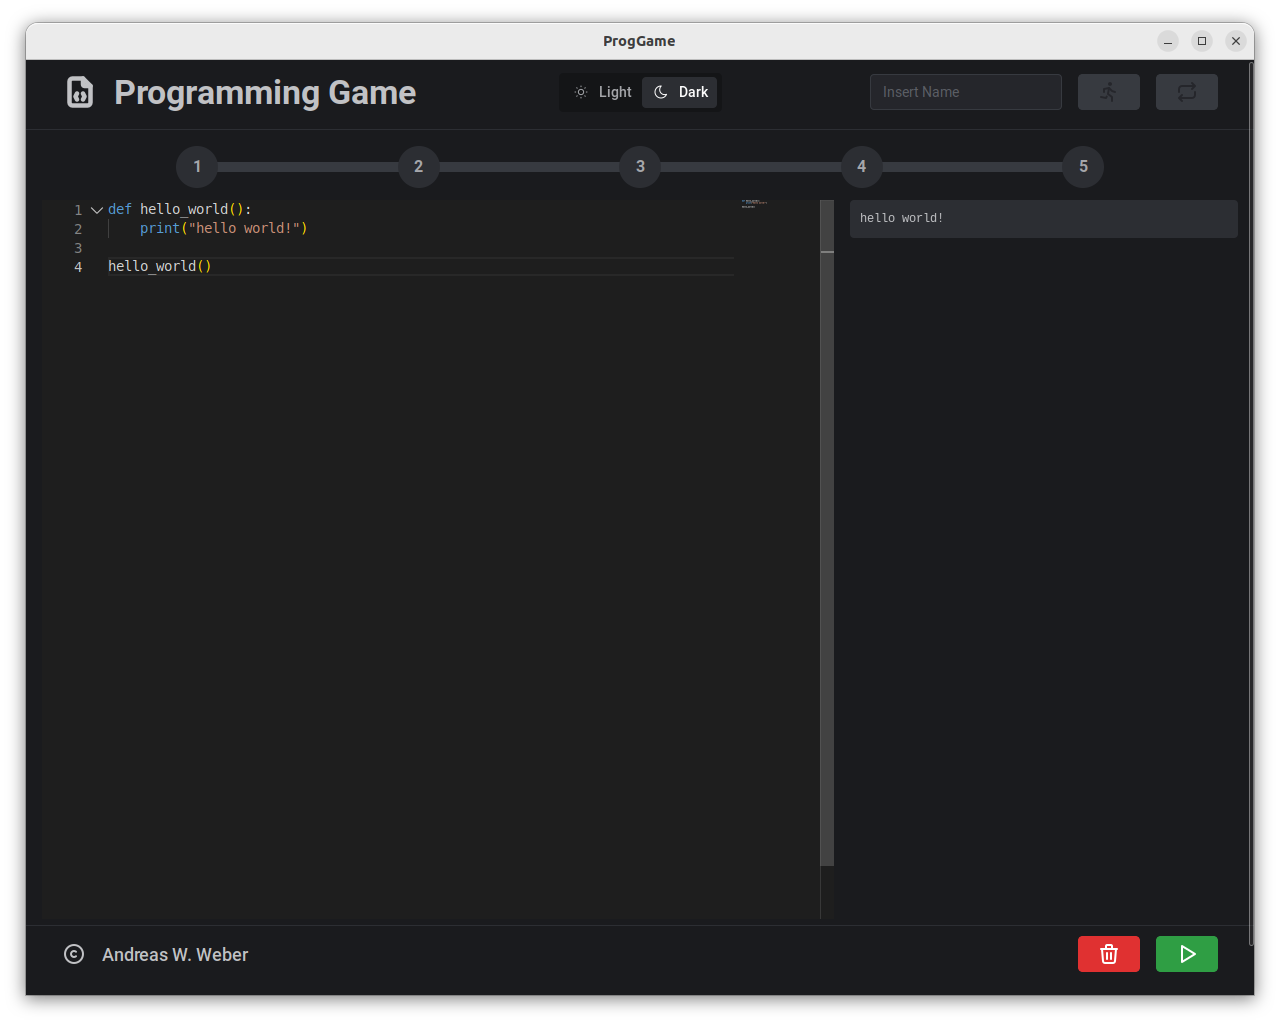 ProgGame
Programming Game
Light
Dark
Insert Name
1
2
3
4
5
1 def hello_world():
2     print("hello world!")
3
4 hello_world()
hello world!
© Andreas W. Weber